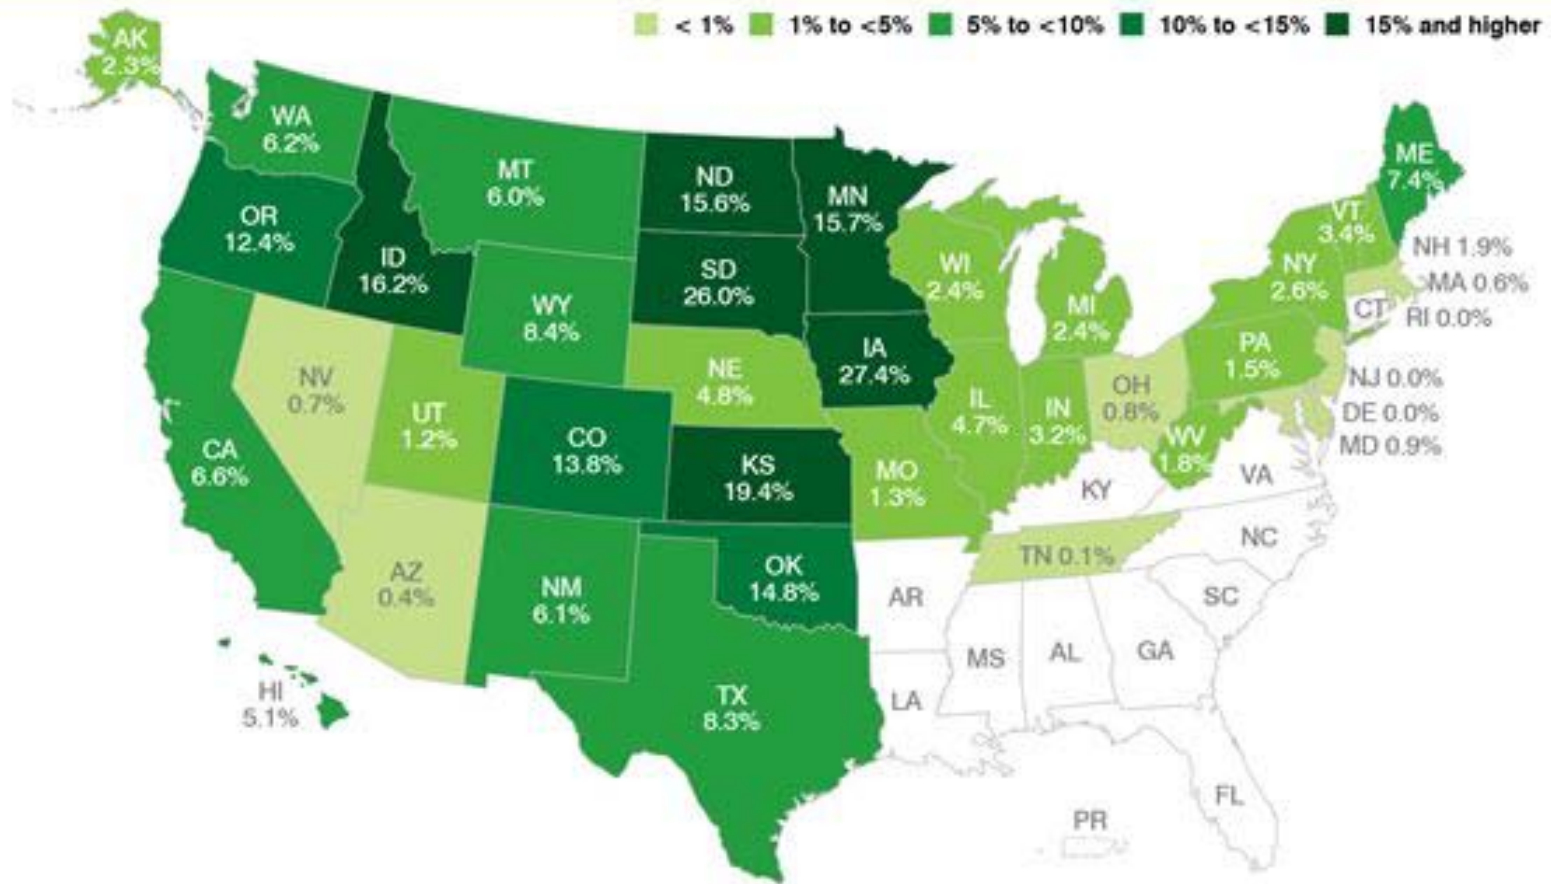 < 1%
1% to <5%
5% to <10%
10% to <15%
15% and higher
AK
2.3%
WA
6.2%
MT
6.0%
ND
15.6%
MN
15.7%
ME
7.4%
OR
12.4%
ID
16.2%
WY
8.4%
SD
26.0%
WI
2.4%
MI
2.4%
NY
2.6%
VT
3.4%
NH 1.9%
MA 0.6%
CT
RI 0.0%
NV
0.7%
UT
1.2%
CO
13.8%
NE
4.8%
IA
27.4%
IL
4.7%
IN
3.2%
OH
0.8%
PA
1.5%
NJ 0.0%
DE 0.0%
MD 0.9%
CA
6.6%
KS
19.4%
MO
1.3%
KY
WV
1.8%
VA
AZ
0.4%
NM
6.1%
OK
14.8%
AR
TN 0.1%
NC
SC
HI
5.1%
TX
8.3%
LA
MS
AL
GA
FL
PR